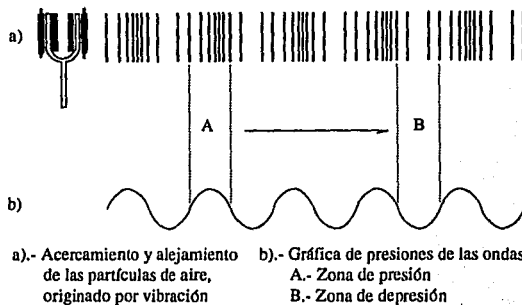 a)
A
B
b)
a).- Acercamiento y alejamiento
de las partículas de aire,
originado por vibración
b).- Gráfica de presiones de las ondas
A.- Zona de presión
B.- Zona de depresión